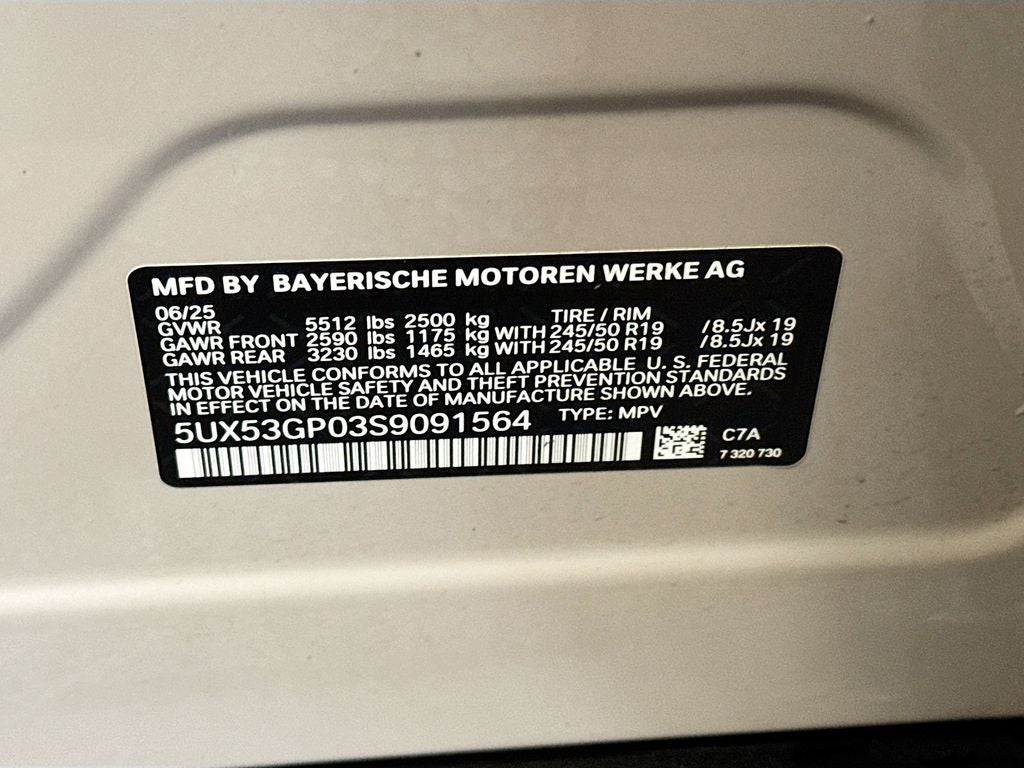 MFD BY BAYERISCHE MOTOREN WERKE AG
06/25 TIRE / RIM
GVWR 5512 lbs 2500 kg
GAWR FRONT 2590 lbs 1175 kg WITH 245/50 R19 /8.5Jx 19
GAWR REAR 3230 lbs 1465 kg WITH 245/50 R19 /8.5Jx 19
THIS VEHICLE CONFORMS TO ALL APPLICABLE U. S. FEDERAL
MOTOR VEHICLE SAFETY AND THEFT PREVENTION STANDARDS
IN EFFECT ON THE DATE OF MANUFACTURE SHOWN ABOVE.
5UX53GP03S9091564 TYPE: MPV
C7A
7 320 730